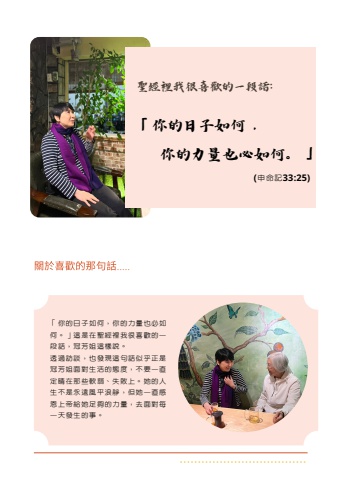 聖經裡我很喜歡的一段話:
「你的日子如何，
你的力量也必如何。」
(申命記33:25)
關於喜歡的那句話.....
「你的日子如何，你的力量也必如
何。」這是在聖經裡我很喜歡的一
段話，冠芳姐這樣說。
透過訪談，也發現這句話似乎正是
冠芳姐面對生活的態度，不要一直
定睛在那些軟弱、失敗上。她的人
生不是永遠風平浪靜，但她一直感
恩上帝給她足夠的力量，去面對每
一天發生的事。